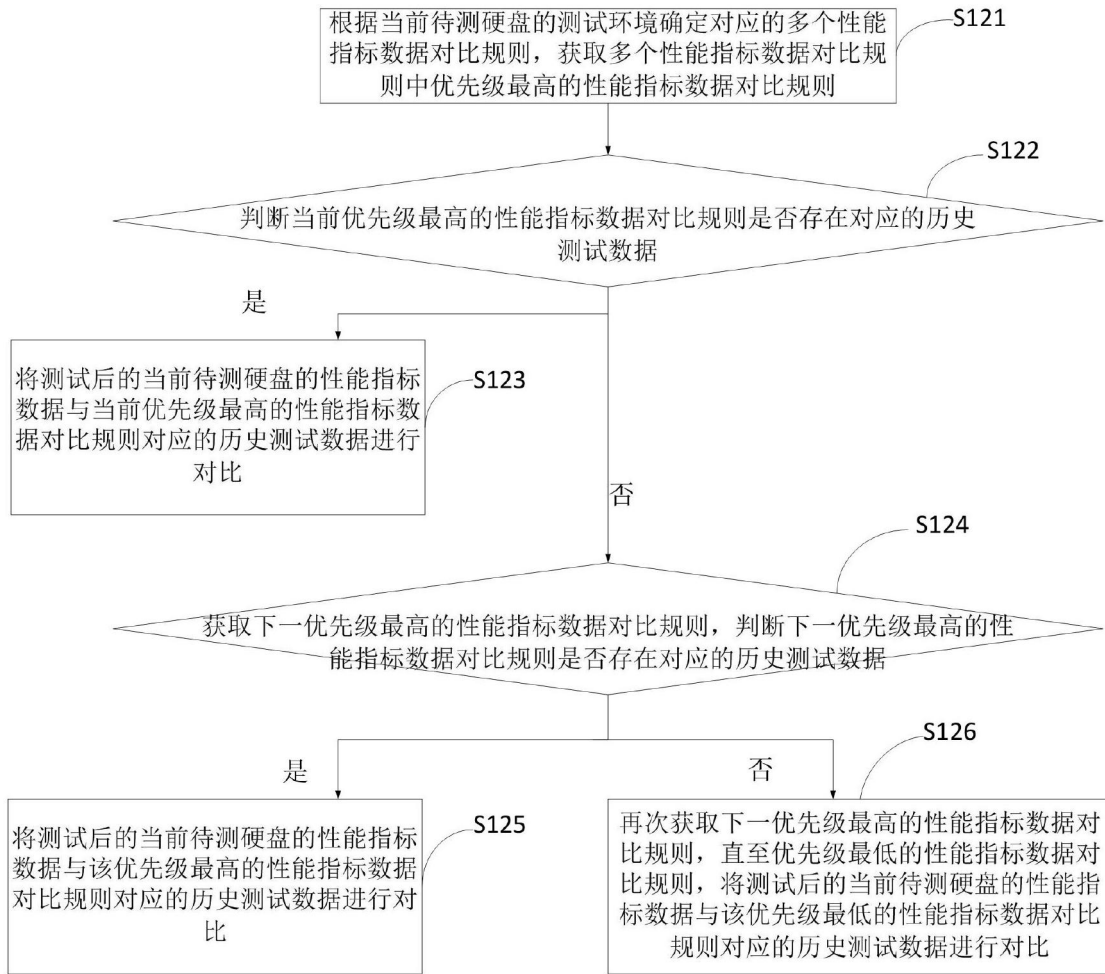 根据当前待测硬盘的测试环境确定对应的多个性能
指标数据对比规则，获取多个性能指标数据对比规
则中优先级最高的性能指标数据对比规则
S121
S122
判断当前优先级最高的性能指标数据对比规则是否存在对应的历史
测试数据
是
将测试后的当前待测硬盘的性能指标
数据与当前优先级最高的性能指标数
据对比规则对应的历史测试数据进行
对比
S123
否
S124
获取下一优先级最高的性能指标数据对比规则，判断下一优先级最高的性
能指标数据对比规则是否存在对应的历史测试数据
是
否
S126
将测试后的当前待测硬盘的性能指标
数据与该优先级最高的性能指标数据
对比规则对应的历史测试数据进行对
比
S125
再次获取下一优先级最高的性能指标数据对
比规则，直至优先级最低的性能指标数据对
比规则，将测试后的当前待测硬盘的性能指
标数据与该优先级最低的性能指标数据对比
规则对应的历史测试数据进行对比